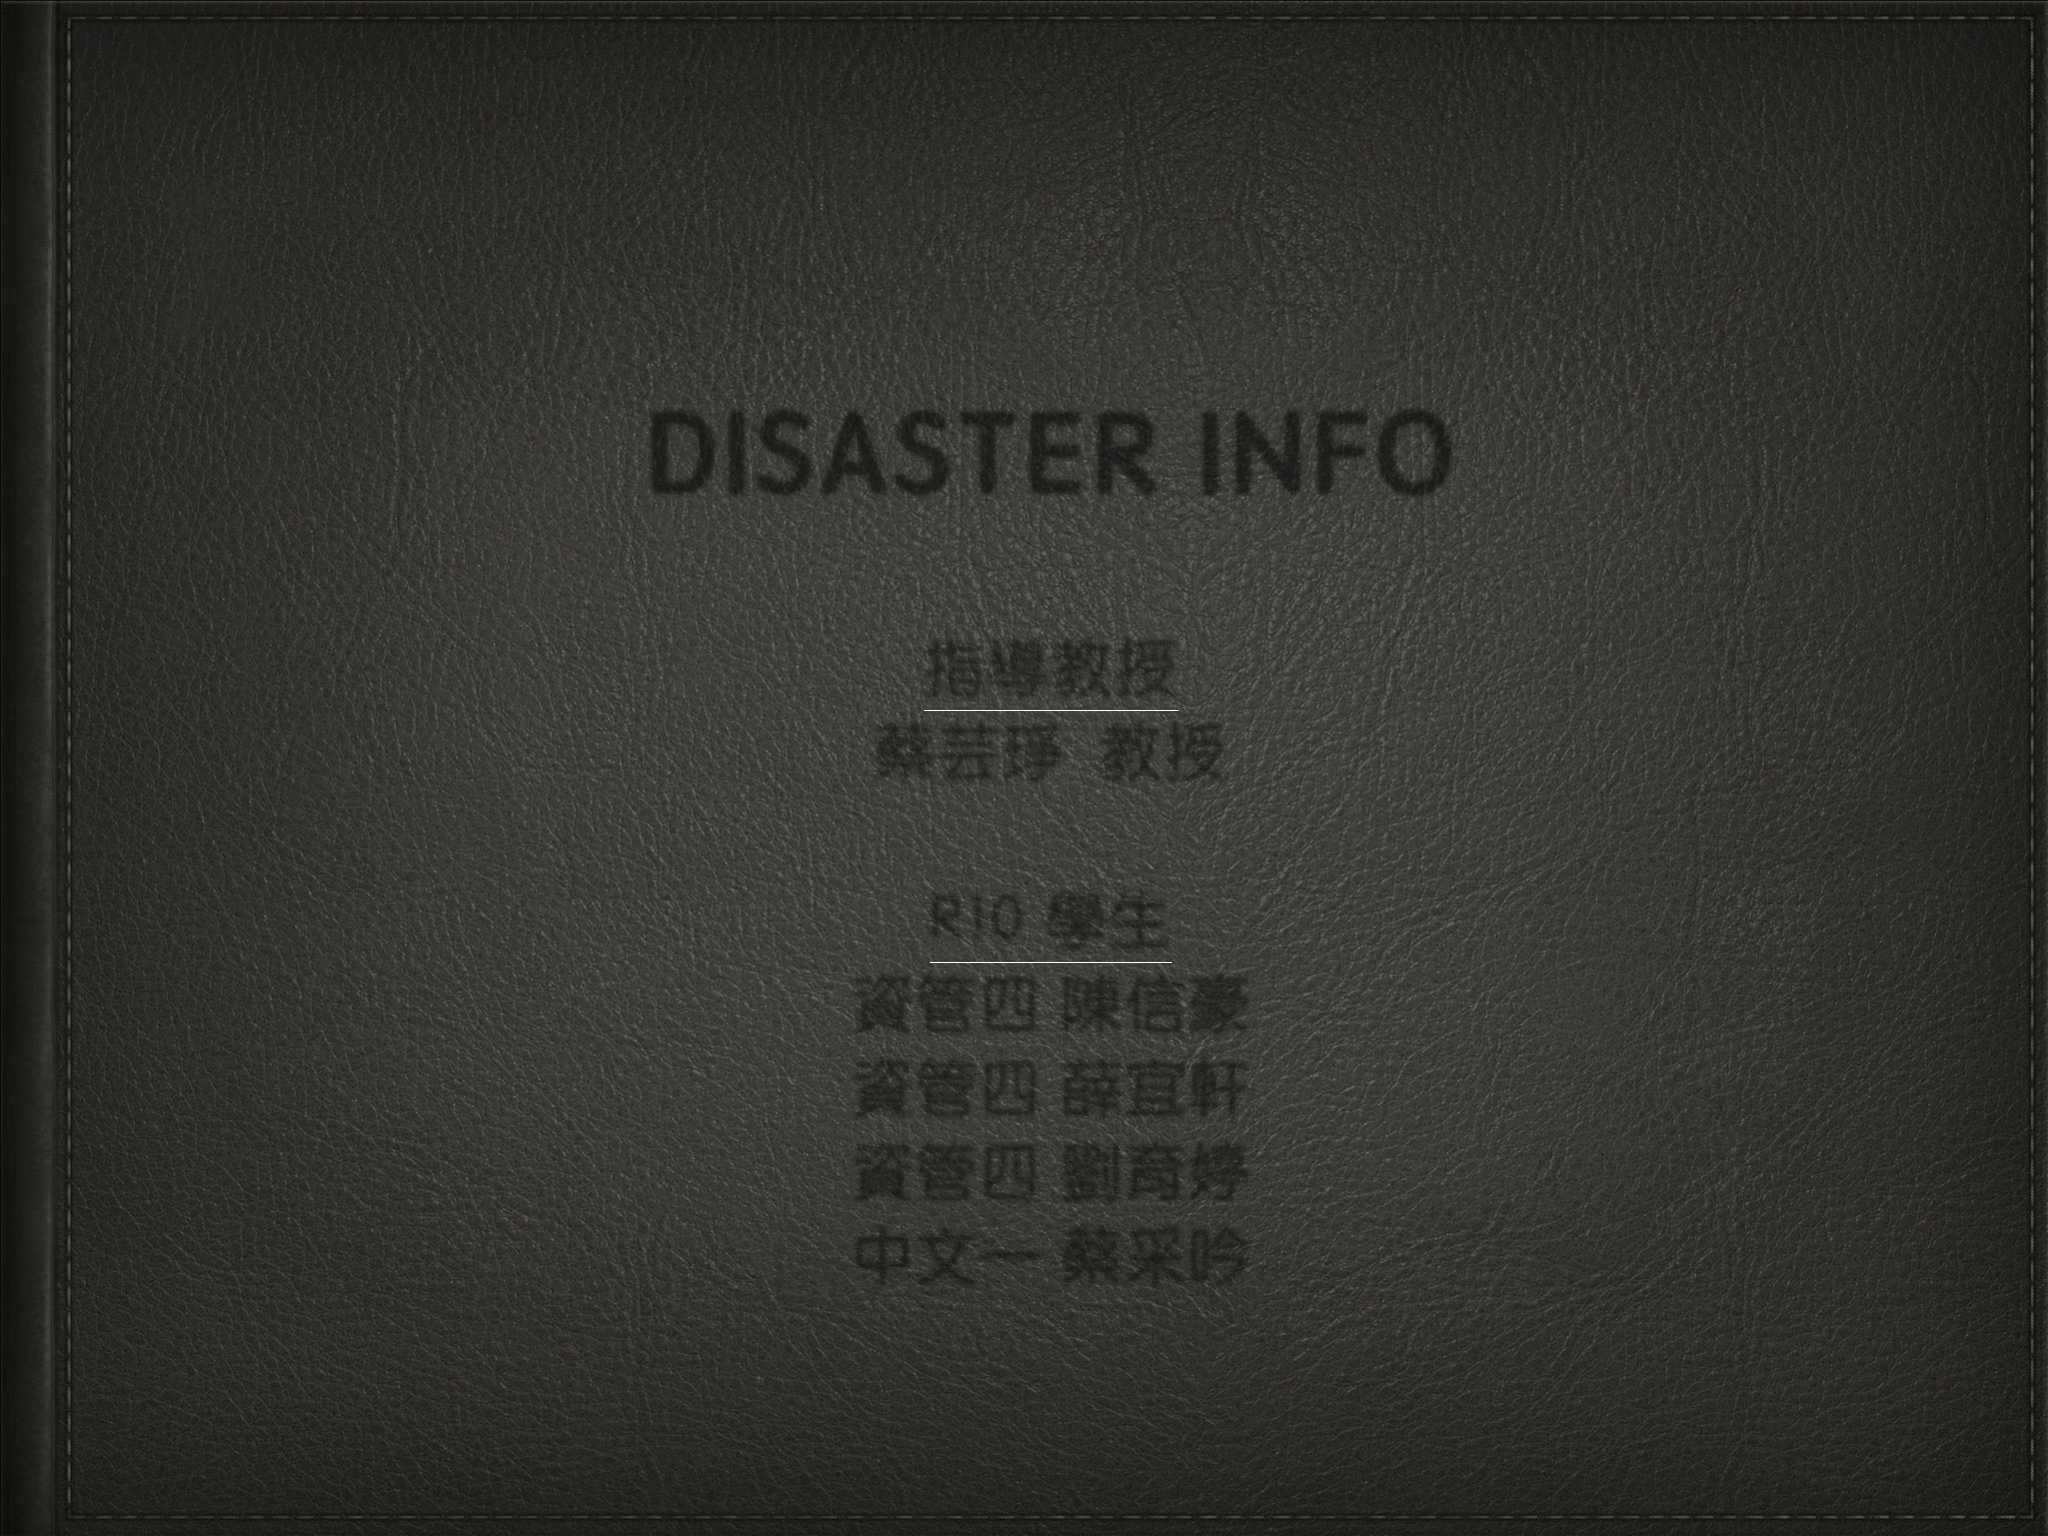 DISASTER INFO
指導教授
蔡芸琤 教授
R10 學生
資管四 陳信豪
資管四 薛宜軒
資管四 劉奇婷
中文一 蔡采吟